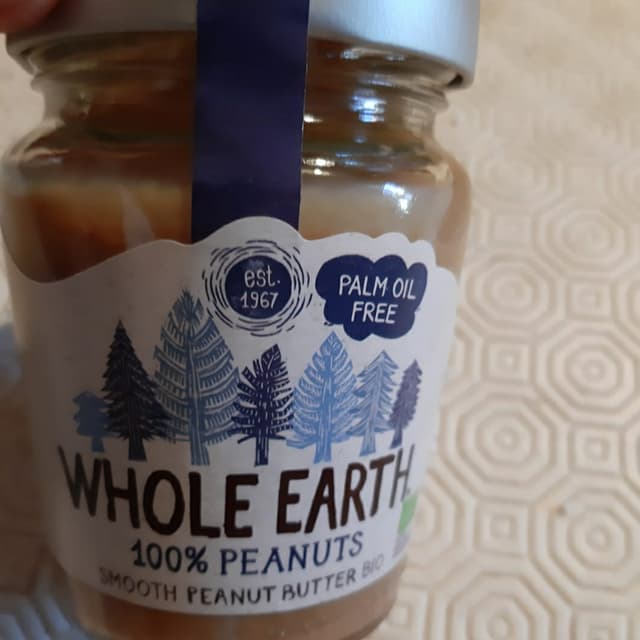 est.
1967
PALM OIL
FREE
WHOLE EARTH
100% PEANUTS
SMOOTH PEANUT BUTTER BIO